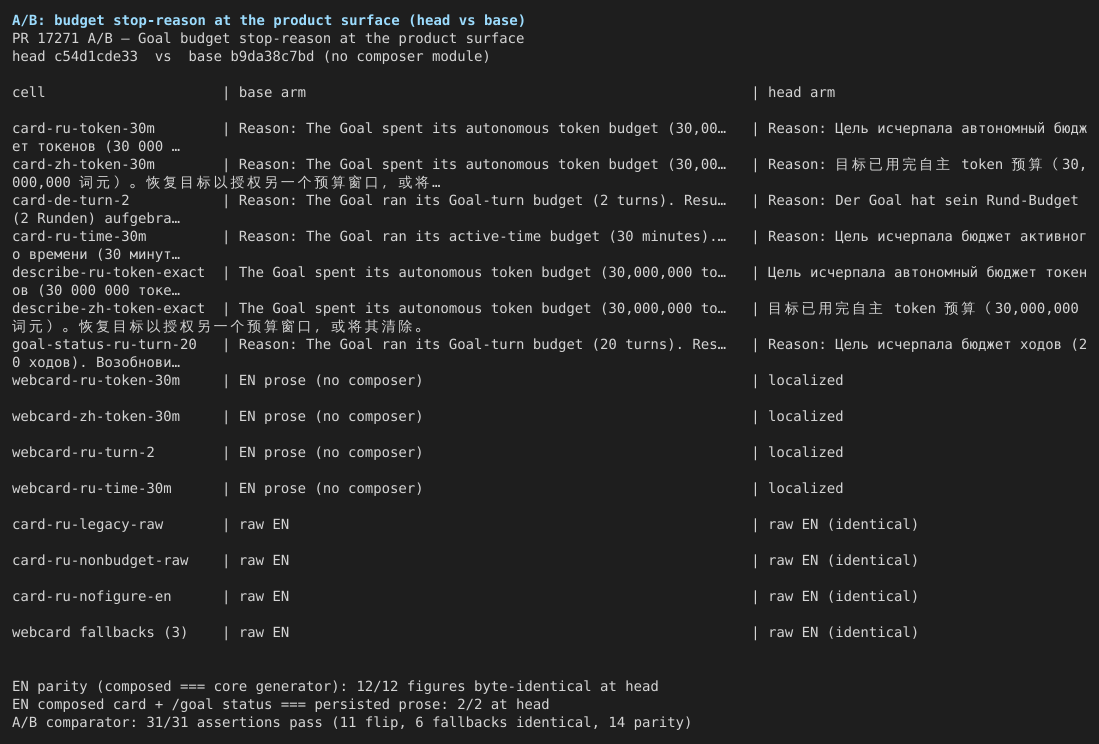 A/B: budget stop-reason at the product surface (head vs base)
PR 17271 A/B — Goal budget stop-reason at the product surface
head c54d1cde33  vs  base b9da38c7bd (no composer module)
cell                     | base arm                                                      | head arm
card-ru-token-30m        | Reason: The Goal spent its autonomous token budget (30,00…   | Reason: Цель исчерпала автономный бюдж
ет токенов (30 000 …
card-zh-token-30m        | Reason: The Goal spent its autonomous token budget (30,00…   | Reason: 目标已用完自主 token 预算（30,
000,000 词元）。恢复目标以授权另一个预算窗口，或将…
card-de-turn-2           | Reason: The Goal ran its Goal-turn budget (2 turns). Resu…   | Reason: Der Goal hat sein Rund-Budget
(2 Runden) aufgebra…
card-ru-time-30m         | Reason: The Goal ran its active-time budget (30 minutes).…   | Reason: Цель исчерпала бюджет активног
о времени (30 минут…
describe-ru-token-exact  | The Goal spent its autonomous token budget (30,000,000 to…   | Цель исчерпала автономный бюджет токен
ов (30 000 000 токе…
describe-zh-token-exact  | The Goal spent its autonomous token budget (30,000,000 to…   | 目标已用完自主 token 预算（30,000,000
词元）。恢复目标以授权另一个预算窗口，或将其清除。
goal-status-ru-turn-20   | Reason: The Goal ran its Goal-turn budget (20 turns). Res…   | Reason: Цель исчерпала бюджет ходов (2
0 ходов). Возобнови…
webcard-ru-token-30m     | EN prose (no composer)                                        | localized
webcard-zh-token-30m     | EN prose (no composer)                                        | localized
webcard-ru-turn-2        | EN prose (no composer)                                        | localized
webcard-ru-time-30m      | EN prose (no composer)                                        | localized
card-ru-legacy-raw       | raw EN                                                        | raw EN (identical)
card-ru-nonbudget-raw    | raw EN                                                        | raw EN (identical)
card-ru-nofigure-en      | raw EN                                                        | raw EN (identical)
webcard fallbacks (3)    | raw EN                                                        | raw EN (identical)
EN parity (composed === core generator): 12/12 figures byte-identical at head
EN composed card + /goal status === persisted prose: 2/2 at head
A/B comparator: 31/31 assertions pass (11 flip, 6 fallbacks identical, 14 parity)